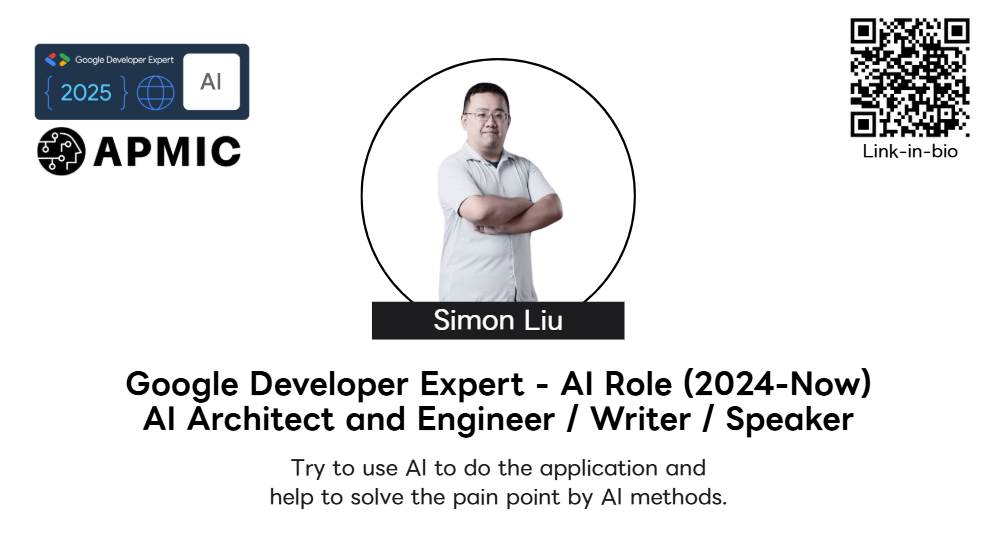 Google Developer Expert
{ 2025 }
AI
APMIC
Link-in-bio
Simon Liu
Google Developer Expert - AI Role (2024-Now)
AI Architect and Engineer / Writer / Speaker
Try to use AI to do the application and
help to solve the pain point by AI methods.